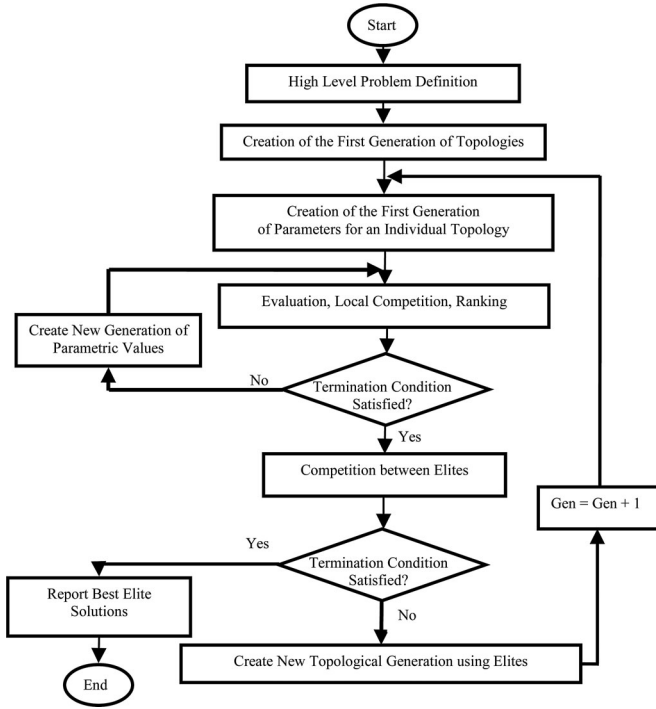 Start
High Level Problem Definition
Creation of the First Generation of Topologies
Creation of the First Generation
of Parameters for an Individual Topology
Evaluation, Local Competition, Ranking
Create New Generation of
Parametric Values
No
Termination Condition
Satisfied?
Yes
Competition between Elites
Gen = Gen + 1
Yes
Termination Condition
Satisfied?
Report Best Elite
Solutions
No
Create New Topological Generation using Elites
End